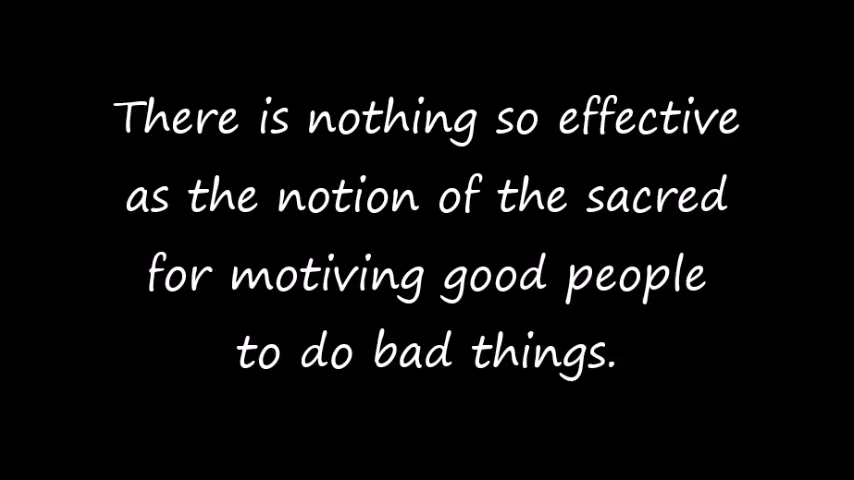 There is nothing so effective
as the notion of the sacred
for motiving good people
to do bad things.